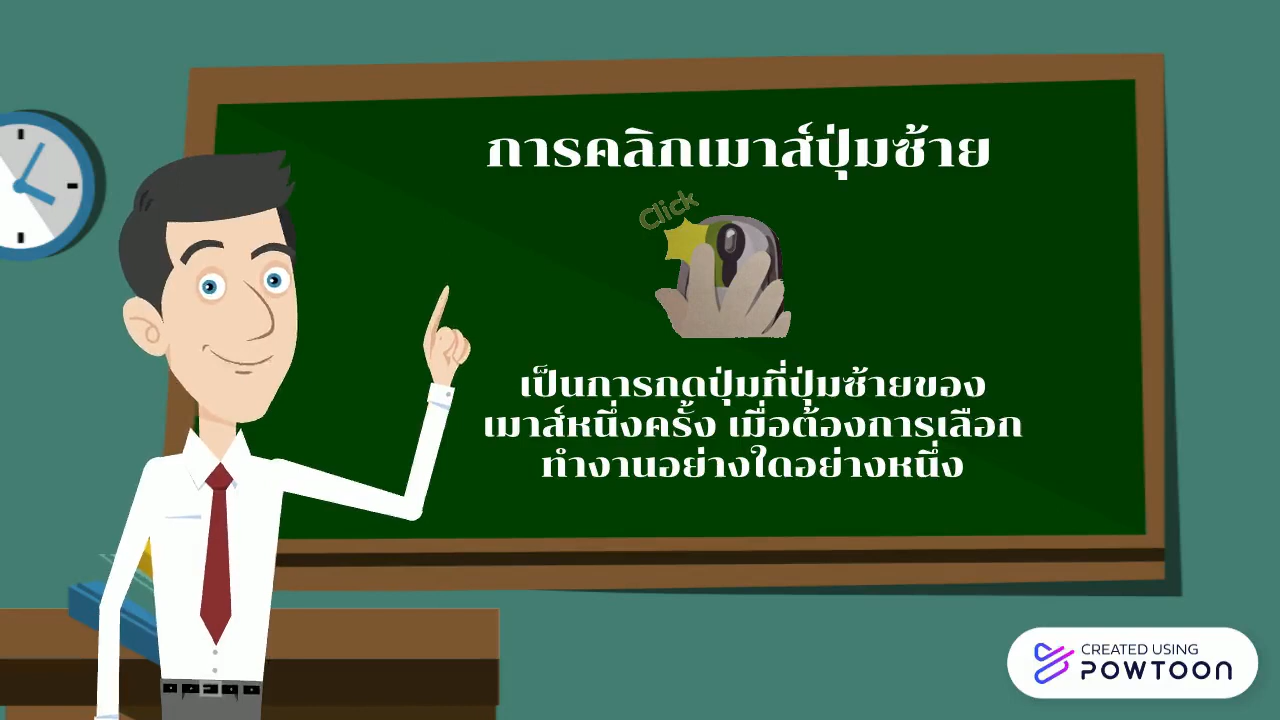 การคลิกเมาส์ปุ่มซ้าย
Click
เป็นการกดปุ่มที่ปุ่มซ้ายของ
เมาส์หนึ่งครั้ง เมื่อต้องการเลือก
ทำงานอย่างใดอย่างหนึ่ง
CREATED USING
POWTOON